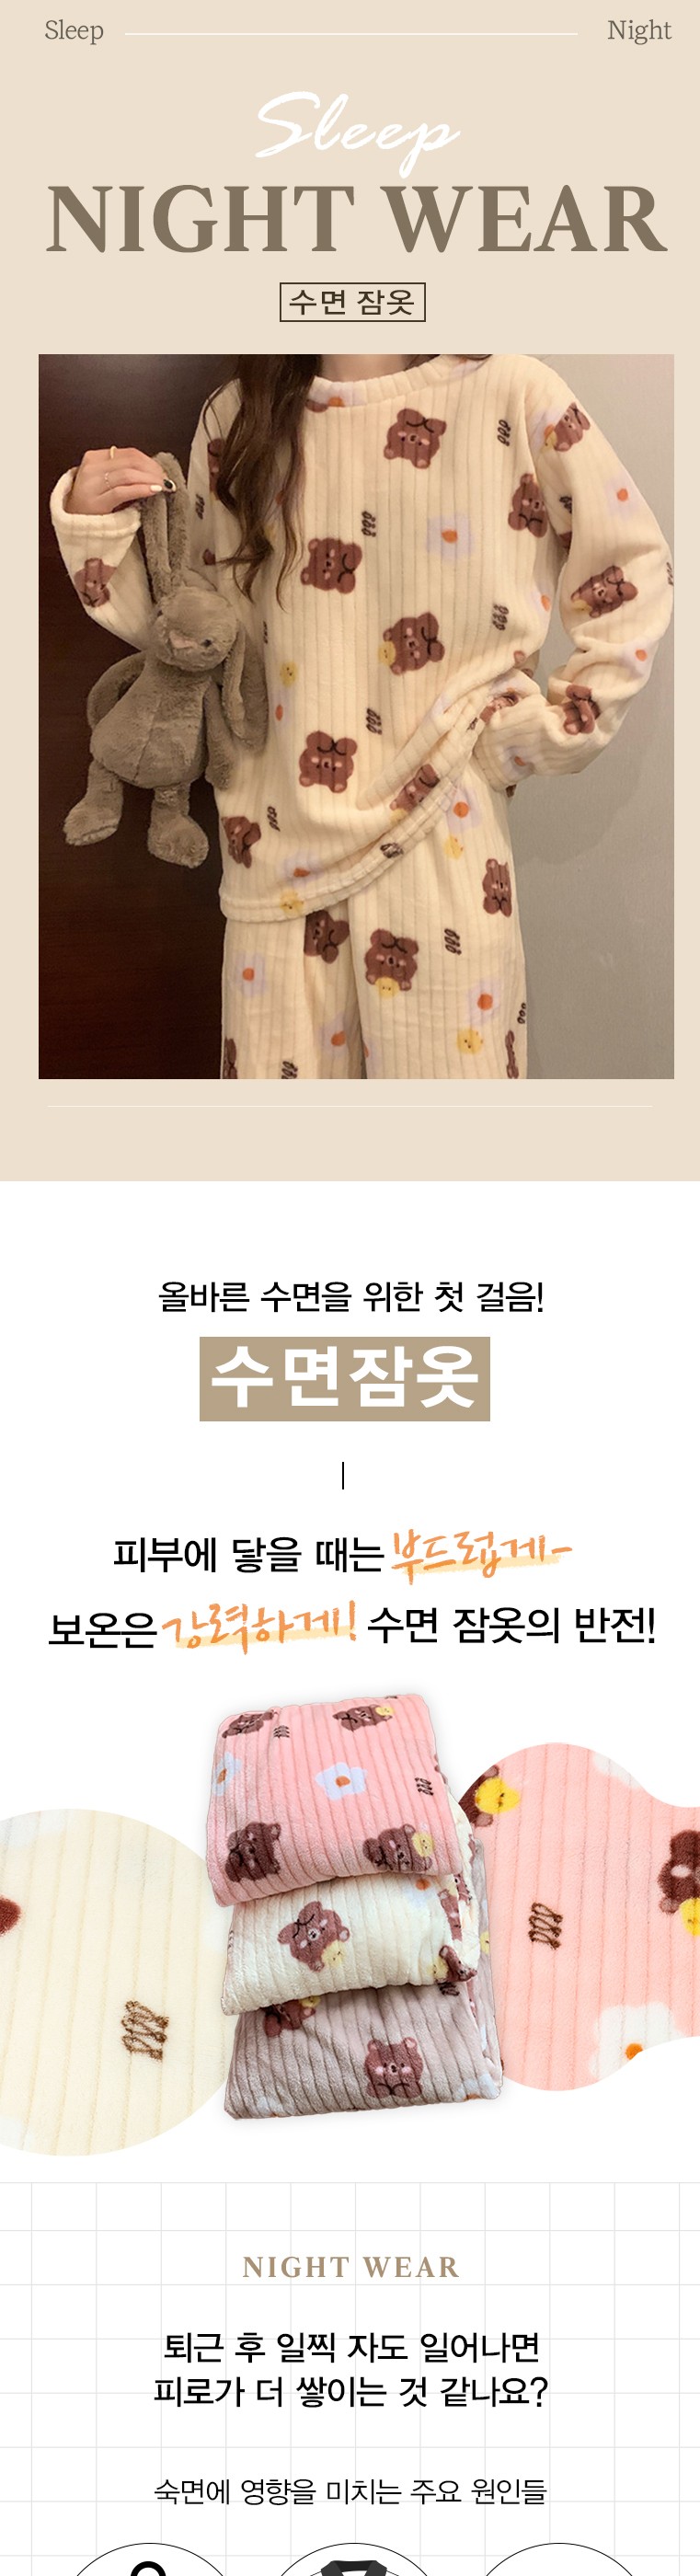 Sleep Night
Sleep
NIGHT WEAR
수면 잠옷
올바른 수면을 위한 첫 걸음!
수면잠옷
피부에 닿을 때는 부드럽게-
보온은 강력하게! 수면 잠옷의 반전!
NIGHT WEAR
퇴근 후 일찍 자도 일어나면
피로가 더 쌓이는 것 같나요?
숙면에 영향을 미치는 주요 원인들